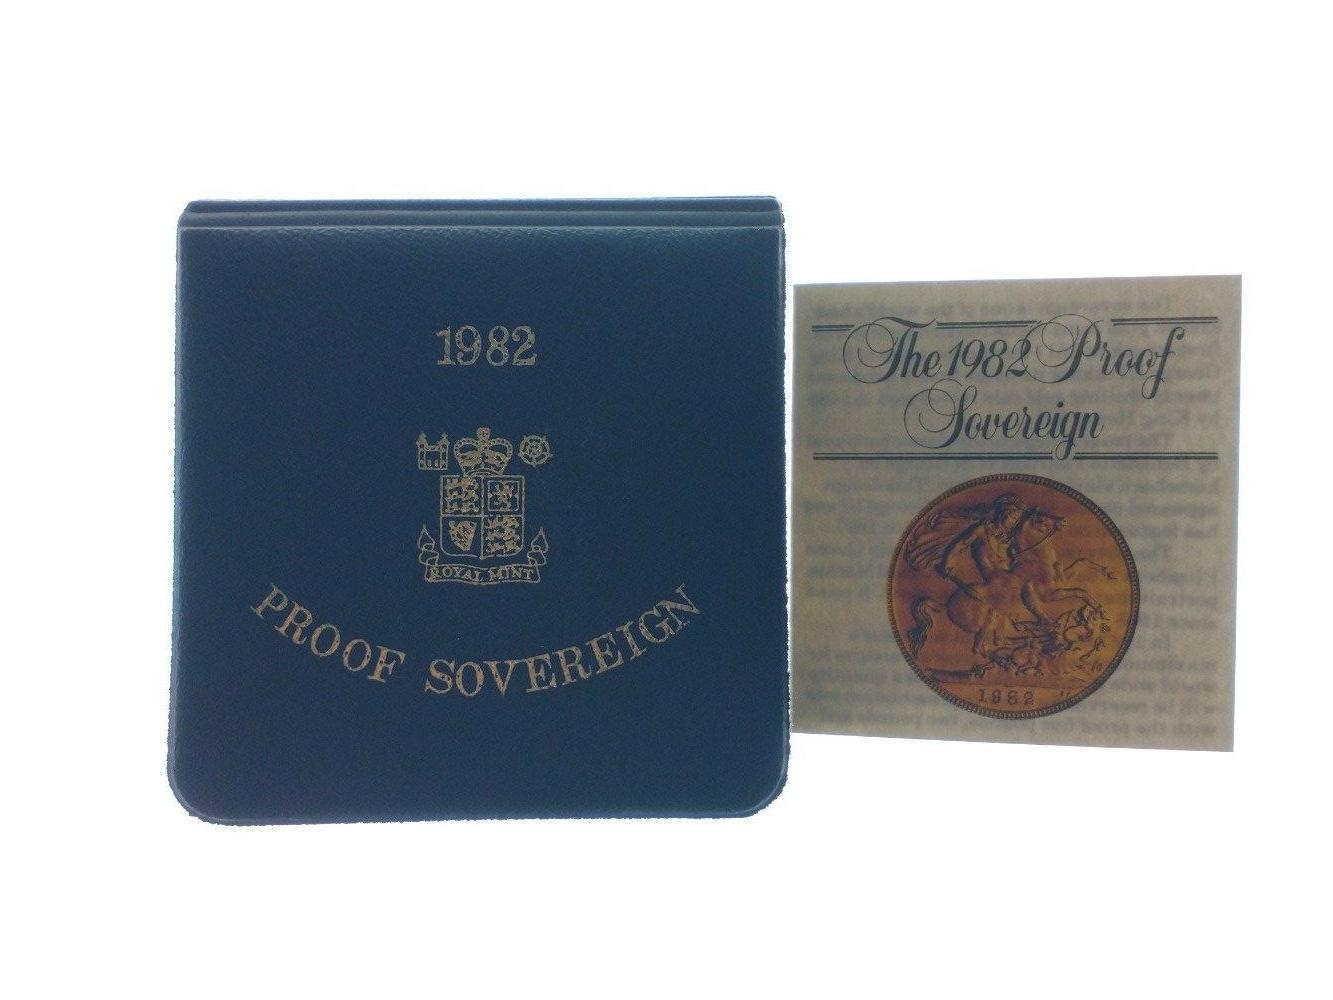 1982
ROYAL MINT
PROOF SOVEREIGN
The 1982 Proof
Sovereign
1982